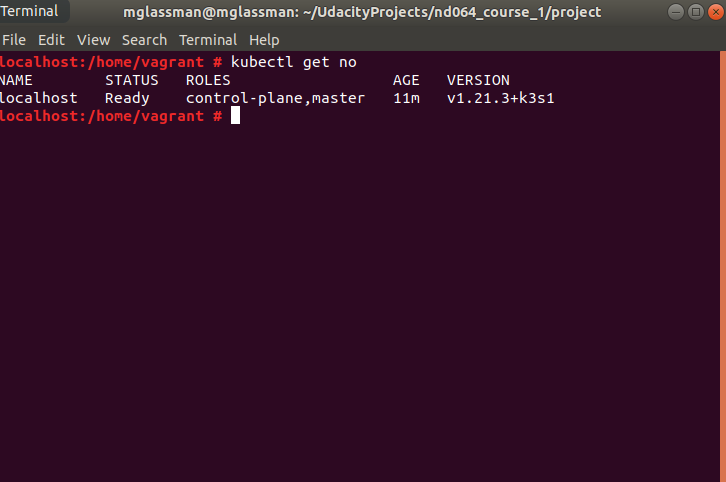 Terminal mglassman@mglassman: ~/UdacityProjects/nd064_course_1/project
File Edit View Search Terminal Help
localhost:/home/vagrant # kubectl get no
NAME STATUS ROLES AGE VERSION
localhost Ready control-plane,master 11m v1.21.3+k3s1
localhost:/home/vagrant #